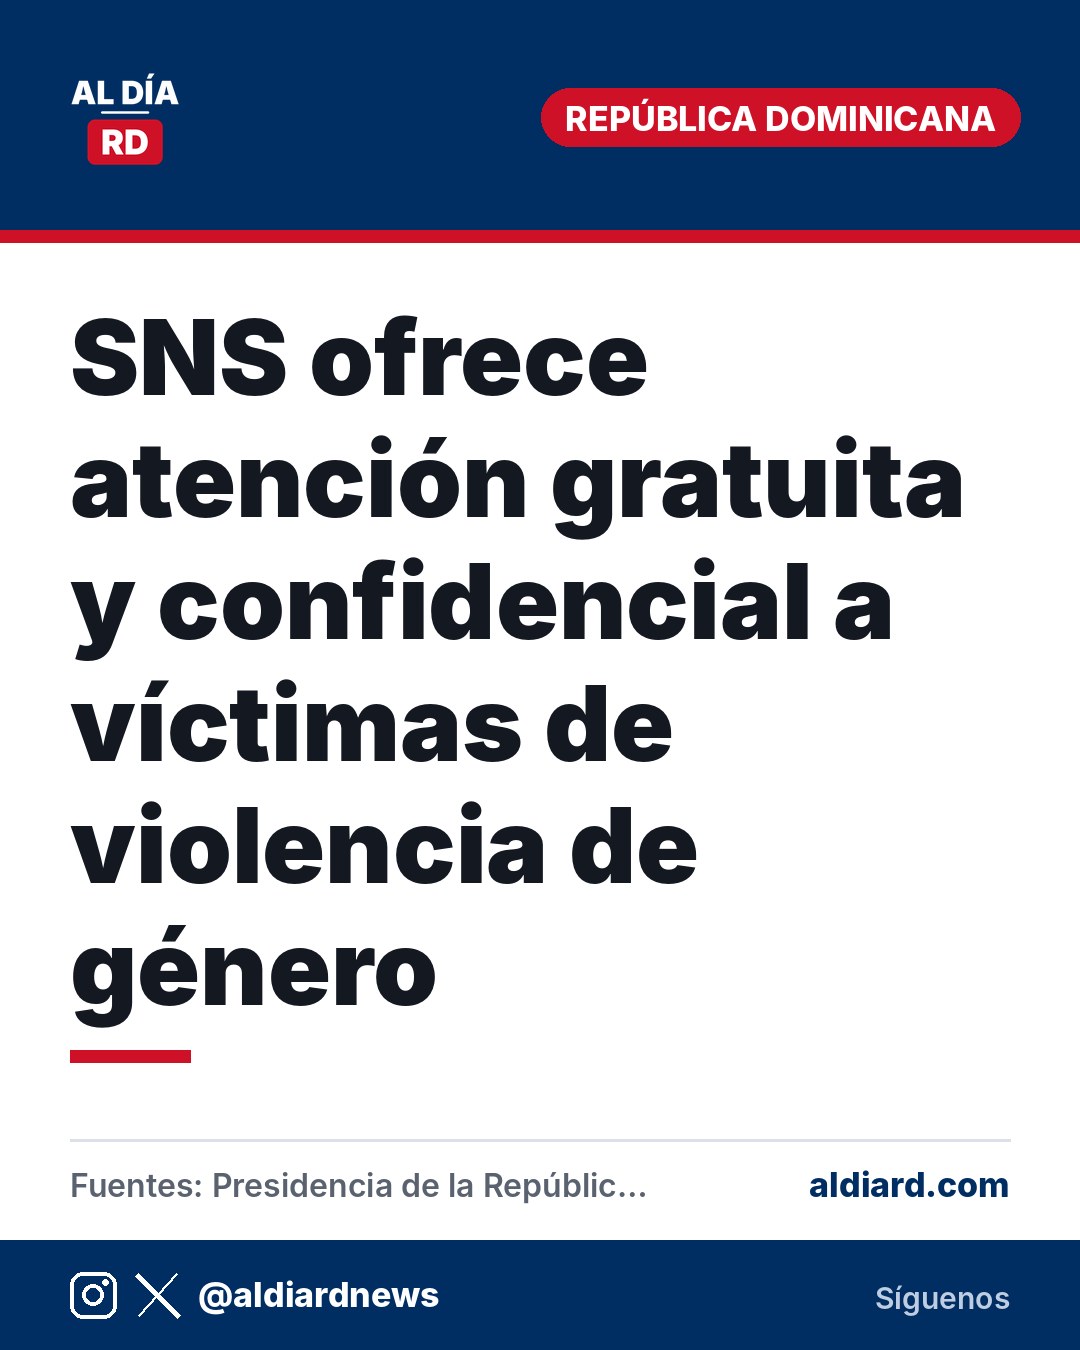 AL DÍA
RD
REPÚBLICA DOMINICANA
SNS ofrece
atención gratuita
y confidencial a
víctimas de
violencia de
género
Fuentes: Presidencia de la Repúblic...
aldiard.com
@aldiardnews
Síguenos